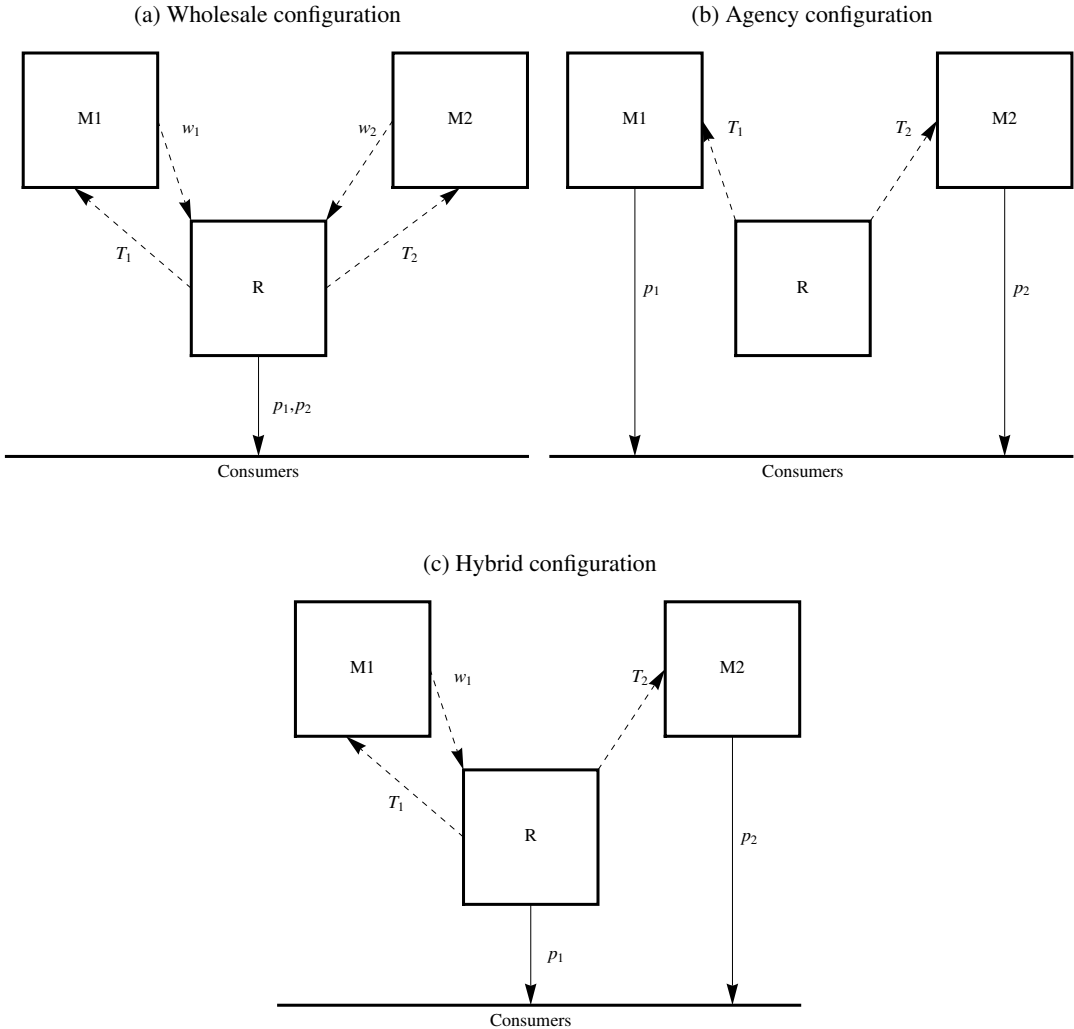 (a) Wholesale configuration
M1
M2
w1
w2
T1
T2
R
p1,p2
Consumers
(b) Agency configuration
M1
M2
T1
T2
R
p1
p2
Consumers
(c) Hybrid configuration
M1
M2
w1
T2
T1
R
p2
p1
Consumers